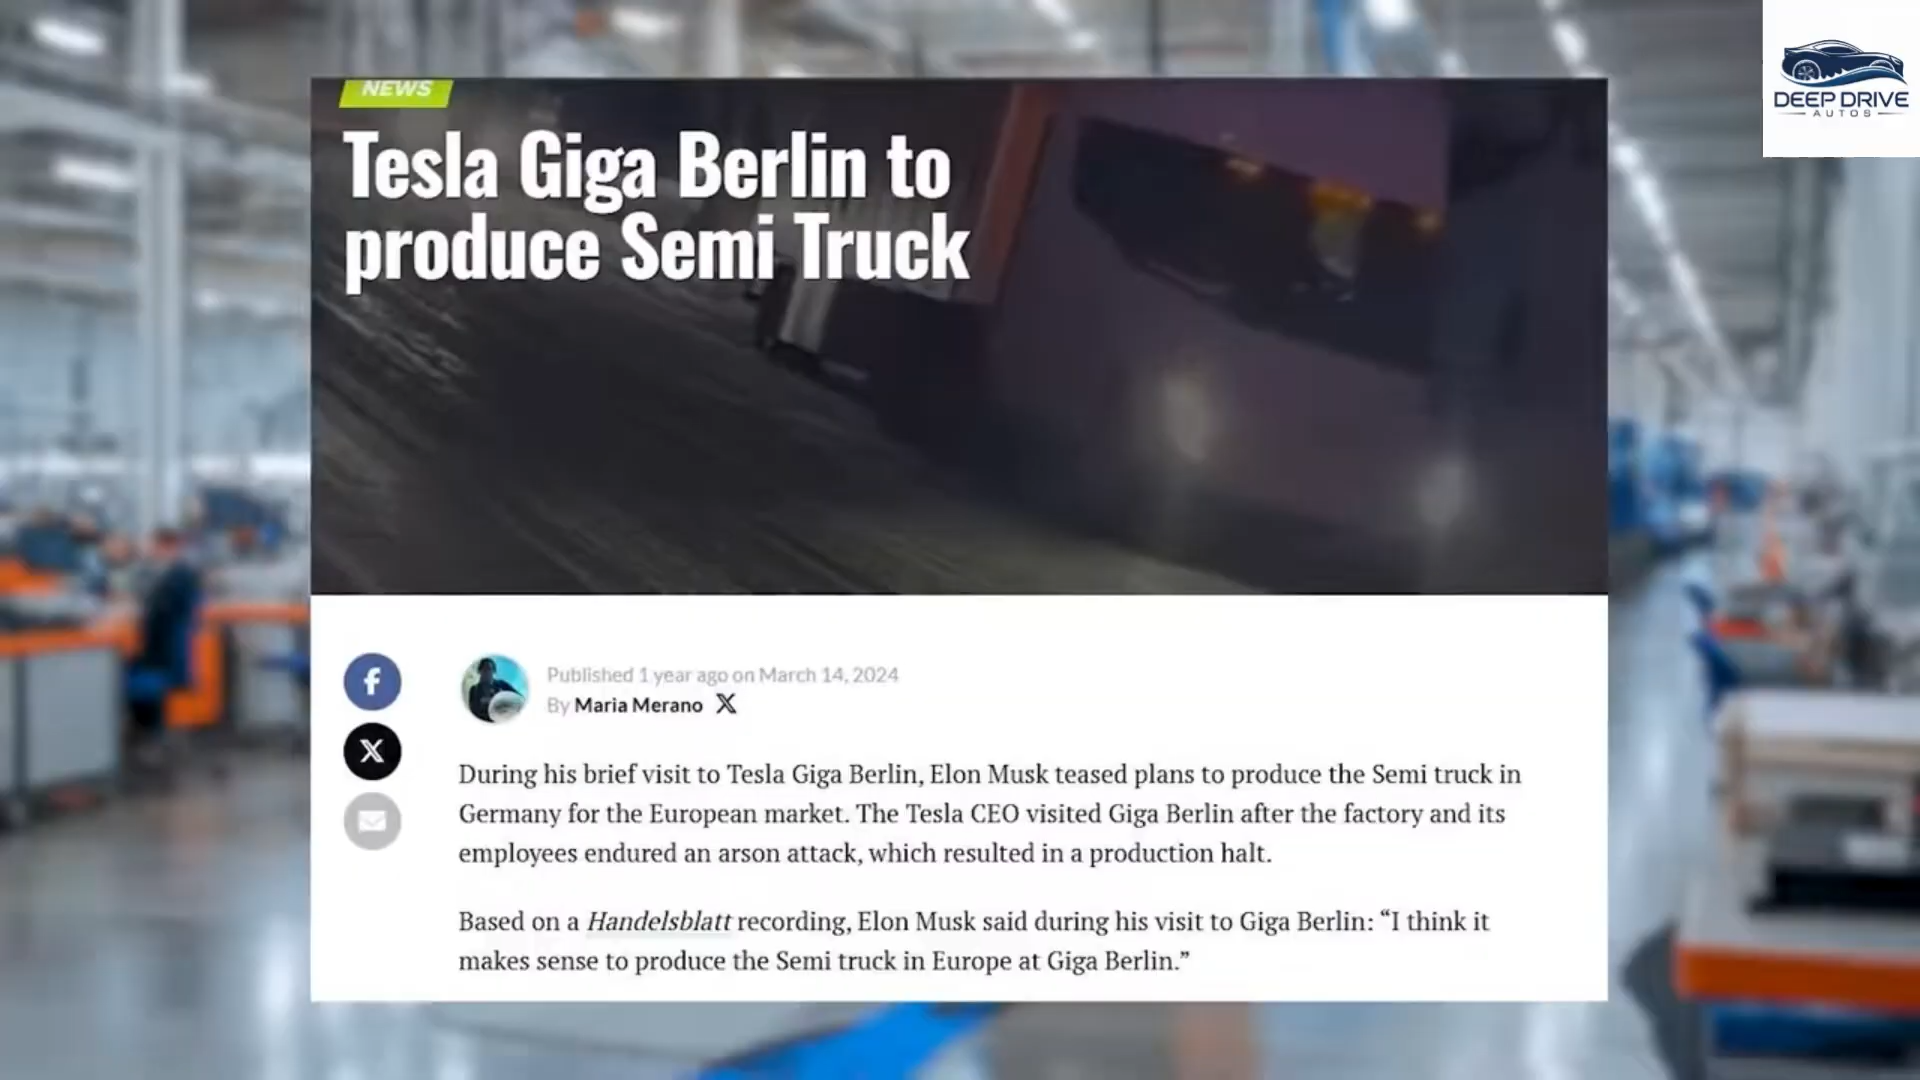 NEWS
Tesla Giga Berlin to
produce Semi Truck
DEEP DRIVE
AUTOS
Published 1 year ago on March 14, 2024
By Maria Merano
During his brief visit to Tesla Giga Berlin, Elon Musk teased plans to produce the Semi truck in
Germany for the European market. The Tesla CEO visited Giga Berlin after the factory and its
employees endured an arson attack, which resulted in a production halt.
Based on a Handelsblatt recording, Elon Musk said during his visit to Giga Berlin: “I think it
makes sense to produce the Semi truck in Europe at Giga Berlin.”